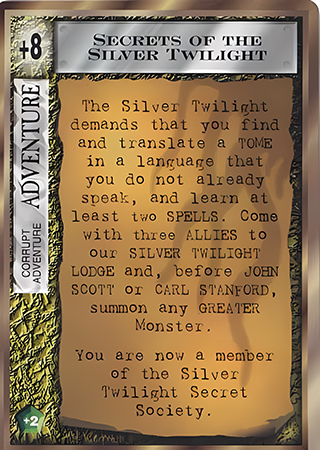 +8
SECRETS OF THE
SILVER TWILIGHT
ADVENTURE
CORRUPT
ADVENTURE
The Silver Twilight
demands that you find
and translate a TOME
in a language that
you do not already
speak, and learn at
least two SPELLS. Come
with three ALLIES to
our SILVER TWILIGHT
LODGE and, before JOHN
SCOTT or CARL STANFORD,
summon any GREATER
Monster.
You are now a member
of the Silver
Twilight Secret
Society.
+2